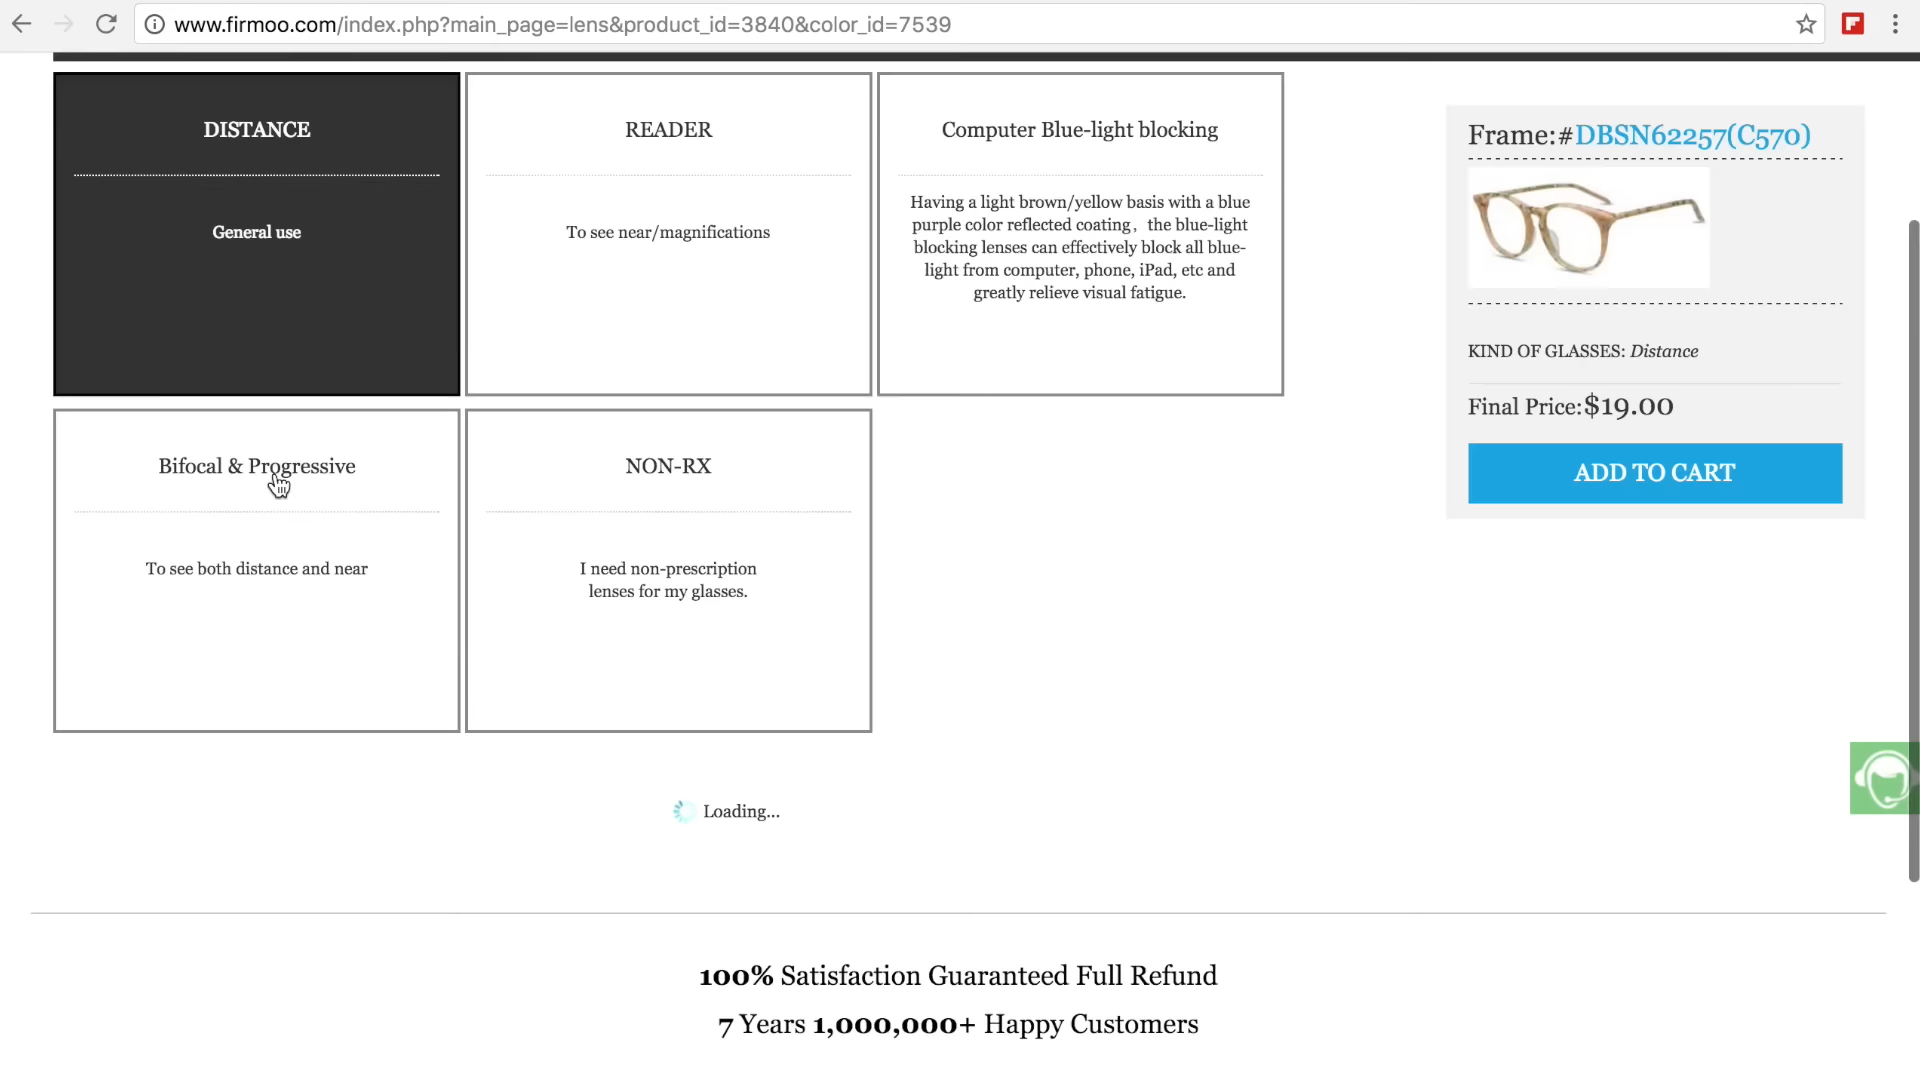 www.firmoo.com/index.php?main_page=lens&product_id=3840&color_id=7539
DISTANCE
General use
READER
To see near/magnifications
Computer Blue-light blocking
Having a light brown/yellow basis with a blue
purple color reflected coating，the blue-light
blocking lenses can effectively block all blue-
light from computer, phone, iPad, etc and
greatly relieve visual fatigue.
Frame:#DBSN62257(C570)
KIND OF GLASSES: Distance
Final Price:$19.00
ADD TO CART
Bifocal & Progressive
To see both distance and near
NON-RX
I need non-prescription
lenses for my glasses.
Loading...
100% Satisfaction Guaranteed Full Refund
7 Years 1,000,000+ Happy Customers